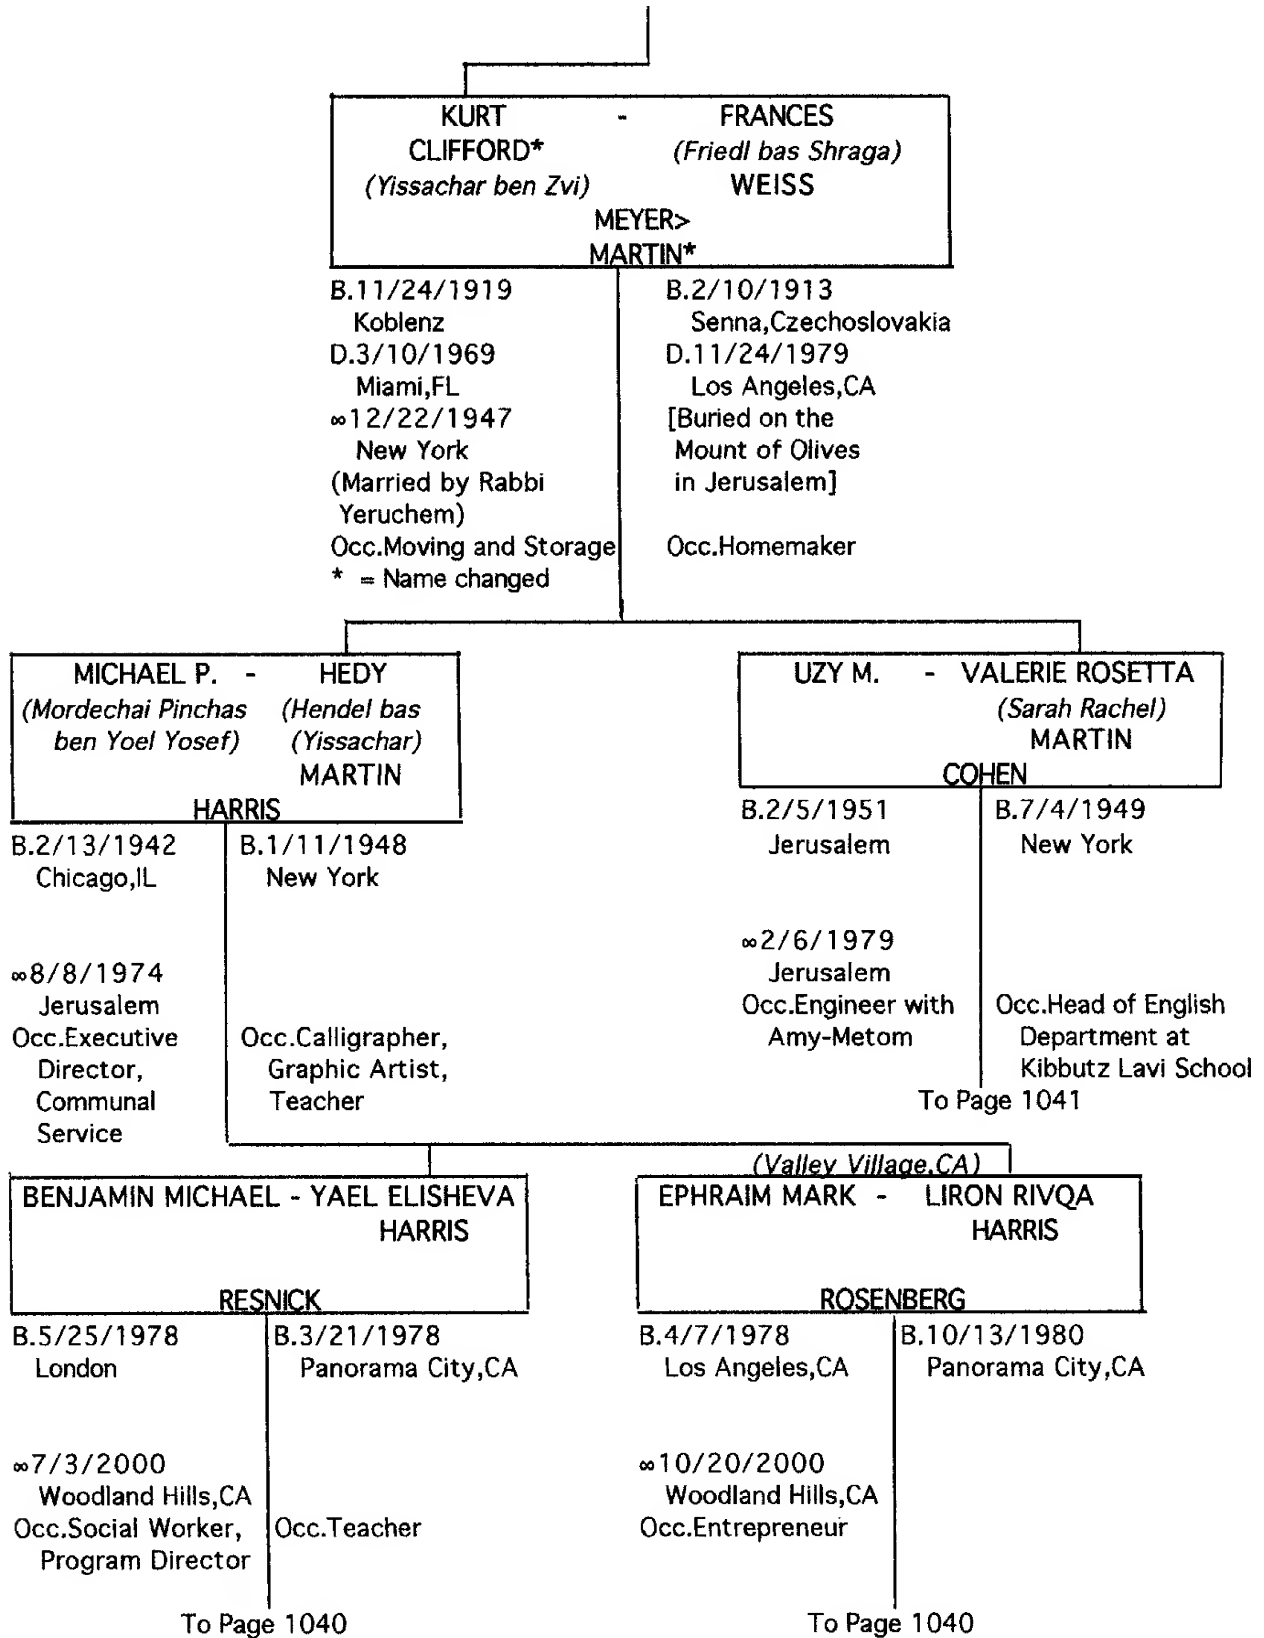 KURT - FRANCES
CLIFFORD* (Friedl bas Shraga)
(Yissachar ben Zvi) WEISS
MEYER>
MARTIN*
B.11/24/1919 B.2/10/1913
Koblenz Senna,Czechoslovakia
D.3/10/1969 D.11/24/1979
Miami,FL Los Angeles,CA
∞12/22/1947 [Buried on the
New York Mount of Olives
(Married by Rabbi in Jerusalem]
Yeruchem)
Occ.Moving and Storage Occ.Homemaker
* = Name changed
MICHAEL P. - HEDY
(Mordechai Pinchas (Hendel bas
ben Yoel Yosef) (Yissachar)
MARTIN
HARRIS
B.2/13/1942 B.1/11/1948
Chicago,IL New York
∞8/8/1974
Jerusalem
Occ.Executive Occ.Calligrapher,
Director, Graphic Artist,
Communal Teacher
Service
UZY M. - VALERIE ROSETTA
(Sarah Rachel)
MARTIN
COHEN
B.2/5/1951 B.7/4/1949
Jerusalem New York
∞2/6/1979
Jerusalem
Occ.Engineer with Occ.Head of English
Amy-Metom Department at
Kibbutz Lavi School
To Page 1041
BENJAMIN MICHAEL - YAEL ELISHEVA
HARRIS
RESNICK
B.5/25/1978 B.3/21/1978
London Panorama City,CA
∞7/3/2000
Woodland Hills,CA
Occ.Social Worker, Occ.Teacher
Program Director
To Page 1040
(Valley Village,CA)
EPHRAIM MARK - LIRON RIVQA
HARRIS
ROSENBERG
B.4/7/1978 B.10/13/1980
Los Angeles,CA Panorama City,CA
∞10/20/2000
Woodland Hills,CA
Occ.Entrepreneur
To Page 1040